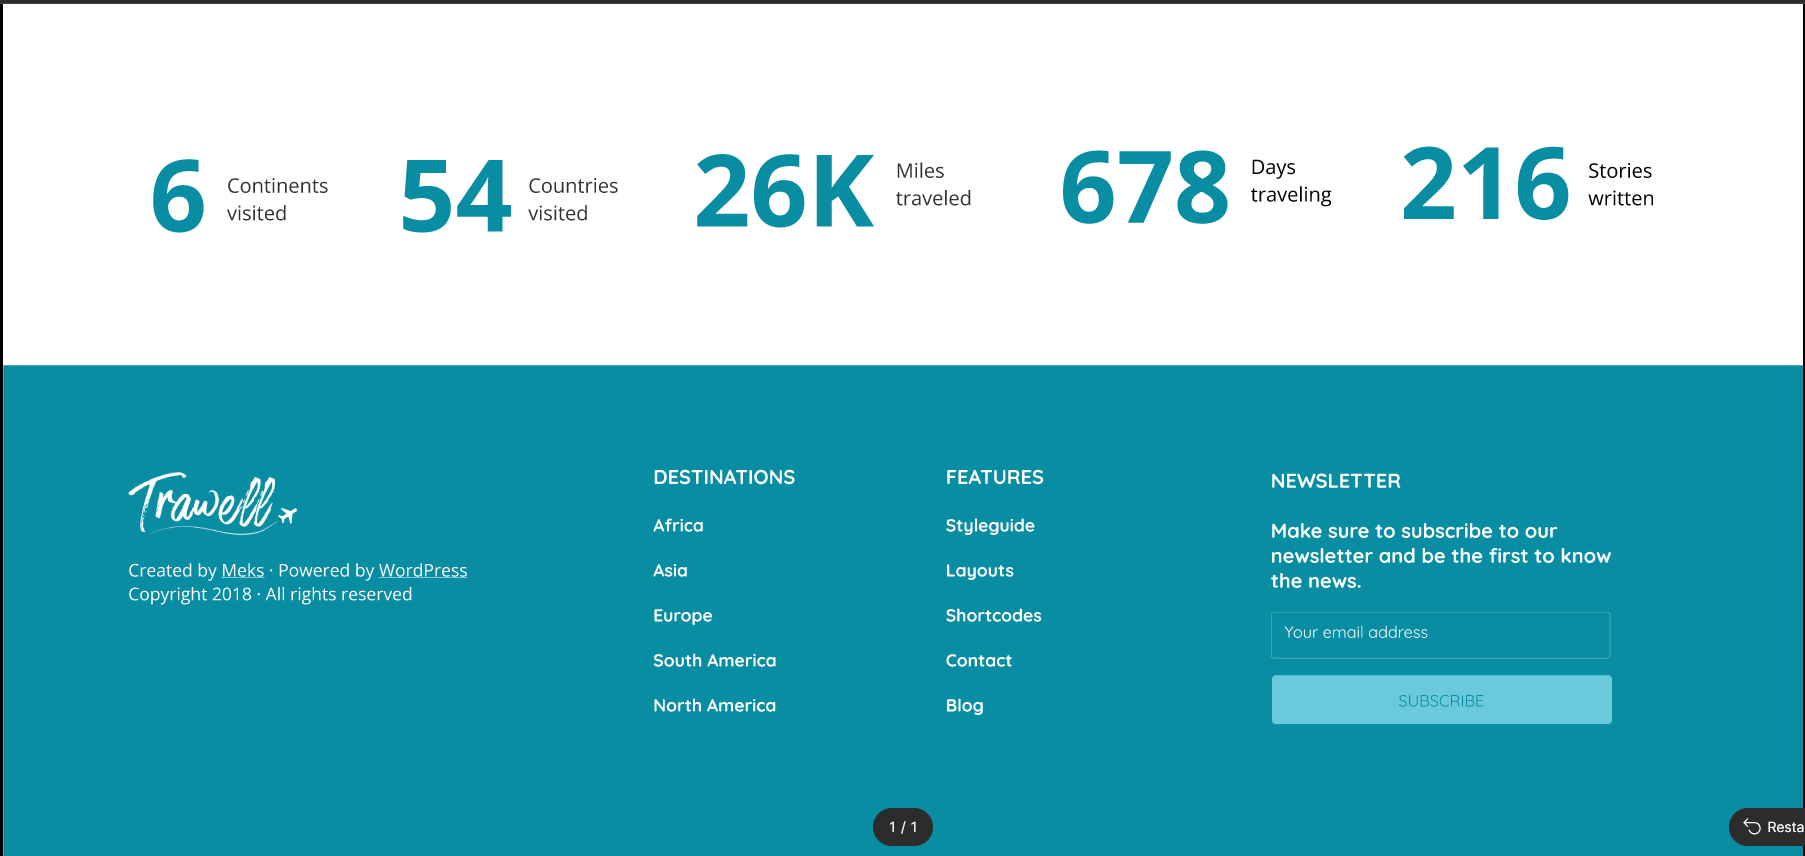 6 Continents
visited
54 Countries
visited
26K Miles
traveled
678 Days
traveling
216 Stories
written
Trawell
Created by Meks · Powered by WordPress
Copyright 2018 · All rights reserved
DESTINATIONS
Africa
Asia
Europe
South America
North America
FEATURES
Styleguide
Layouts
Shortcodes
Contact
Blog
NEWSLETTER
Make sure to subscribe to our
newsletter and be the first to know
the news.
Your email address
SUBSCRIBE
1 / 1
Resta